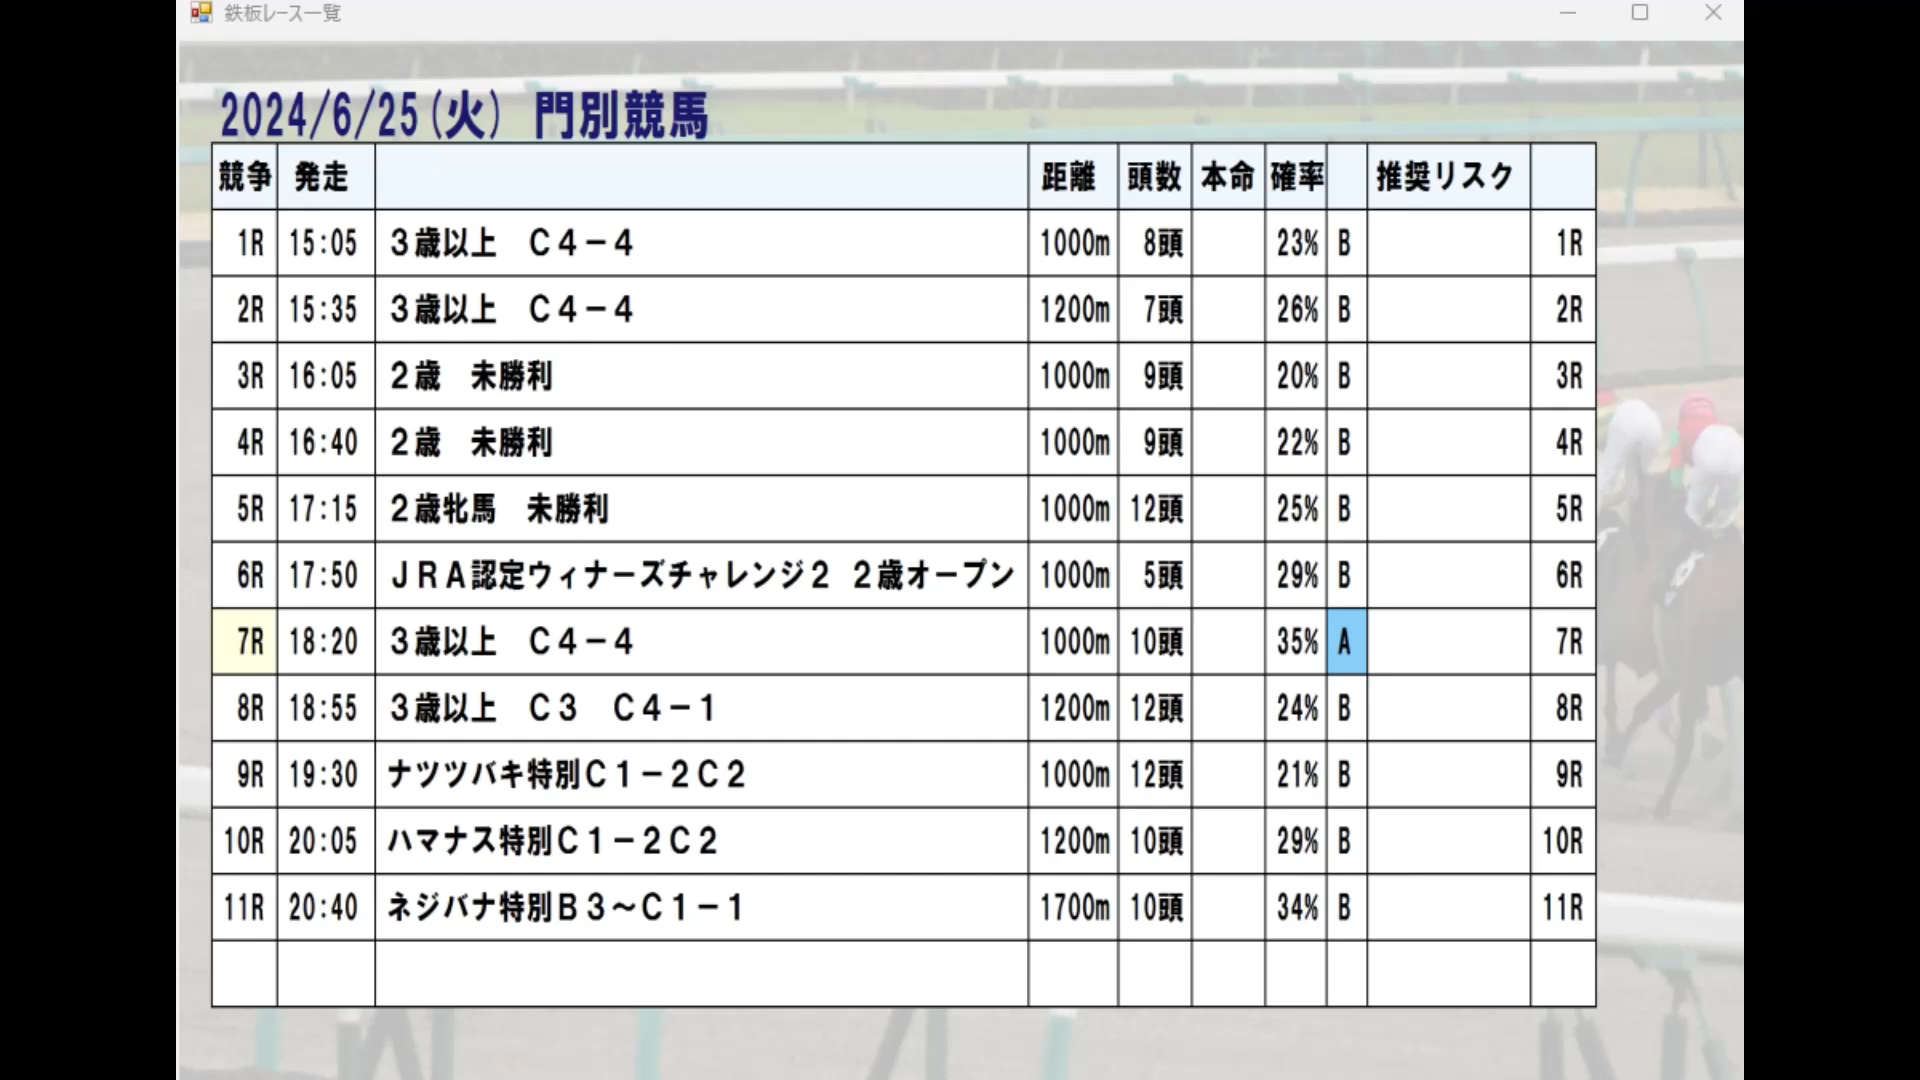 鉄板レース一覧
2024/6/25(火) 門別競馬
競争 発走 距離 頭数 本命 確率 推奨リスク
1R 15:05 3歳以上 C4-4 1000m 8頭 23% B 1R
2R 15:35 3歳以上 C4-4 1200m 7頭 26% B 2R
3R 16:05 2歳 未勝利 1000m 9頭 20% B 3R
4R 16:40 2歳 未勝利 1000m 9頭 22% B 4R
5R 17:15 2歳牝馬 未勝利 1000m 12頭 25% B 5R
6R 17:50 JRA認定ウィナーズチャレンジ2 2歳オープン 1000m 5頭 29% B 6R
7R 18:20 3歳以上 C4-4 1000m 10頭 35% A 7R
8R 18:55 3歳以上 C3 C4-1 1200m 12頭 24% B 8R
9R 19:30 ナツツバキ特別C1-2C2 1000m 12頭 21% B 9R
10R 20:05 ハマナス特別C1-2C2 1200m 10頭 29% B 10R
11R 20:40 ネジバナ特別B3～C1-1 1700m 10頭 34% B 11R